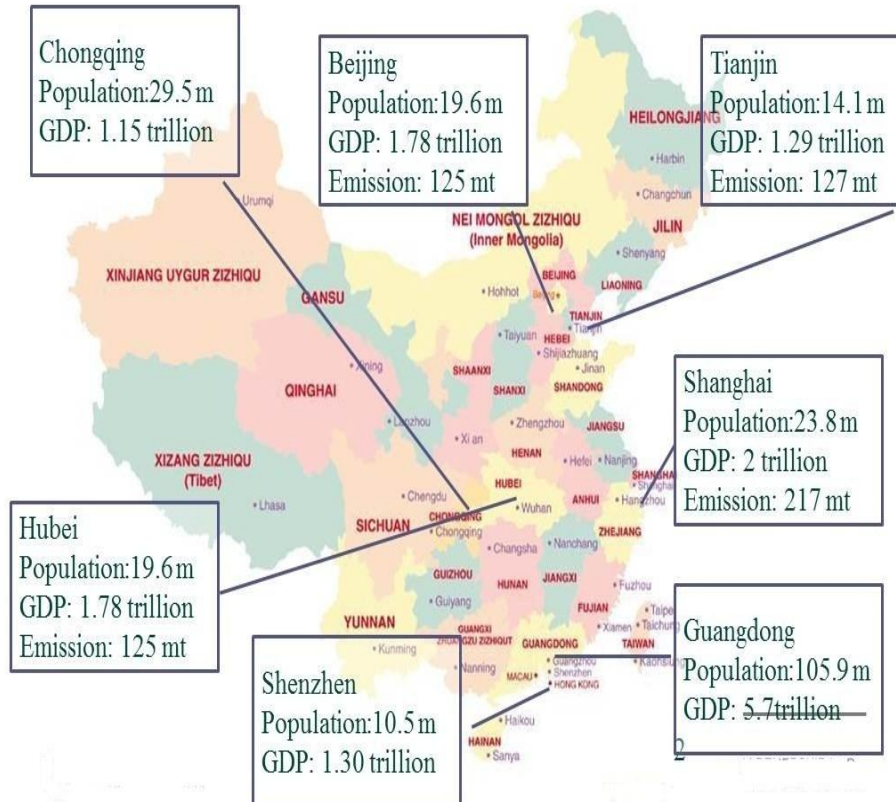 Chongqing
Population:29.5 m
GDP: 1.15 trillion
Beijing
Population:19.6 m
GDP: 1.78 trillion
Emission: 125 mt
Tianjin
Population:14.1 m
GDP: 1.29 trillion
Emission: 127 mt
HEILONGJIANG
Harbin
Changchun
JILIN
Urumqi
NEI MONGOL ZIZHIQU
(Inner Mongolia)
Shenyang
LIAONING
XINJIANG UYGUR ZIZHIQU
GANSU
Hohhot
BEIJING
Beijing
TIANJIN
Tianjin
HEBEI
Taiyuan
Shijiazhuang
Jinan
SHANDONG
Xining
QINGHAI
SHAANXI
SHANXI
Lanzhou
Xi an
Zhengzhou
HENAN
JIANGSU
Hefei
Nanjing
SHANGHA
Shanghai
Shanghai
Population:23.8 m
GDP: 2 trillion
Emission: 217 mt
XIZANG ZIZHIQU
(Tibet)
Lhasa
Chengdu
SICHUAN
CHONGQING
Chongqing
HUBEI
Wuhan
ANHUI
Hangzhou
ZHEJIANG
Hubei
Population:19.6 m
GDP: 1.78 trillion
Emission: 125 mt
Changsha
Nanchang
GUIZHOU
Guiyang
HUNAN
JIANGXI
Fuzhou
FUJIAN
YUNNAN
Kunming
GUANGXI
ZHUANGZU ZIZHIQUT
Nanning
GUANGDONG
Guangzhou
Shenzhen
HONG KONG
MACAU
Xiamen
Taipe
Taichung
TAIWAN
Kaohsiung
Guangdong
Population:105.9 m
GDP: 5.7trillion
Shenzhen
Population:10.5 m
GDP: 1.30 trillion
Haikou
HAINAN
Sanya
2